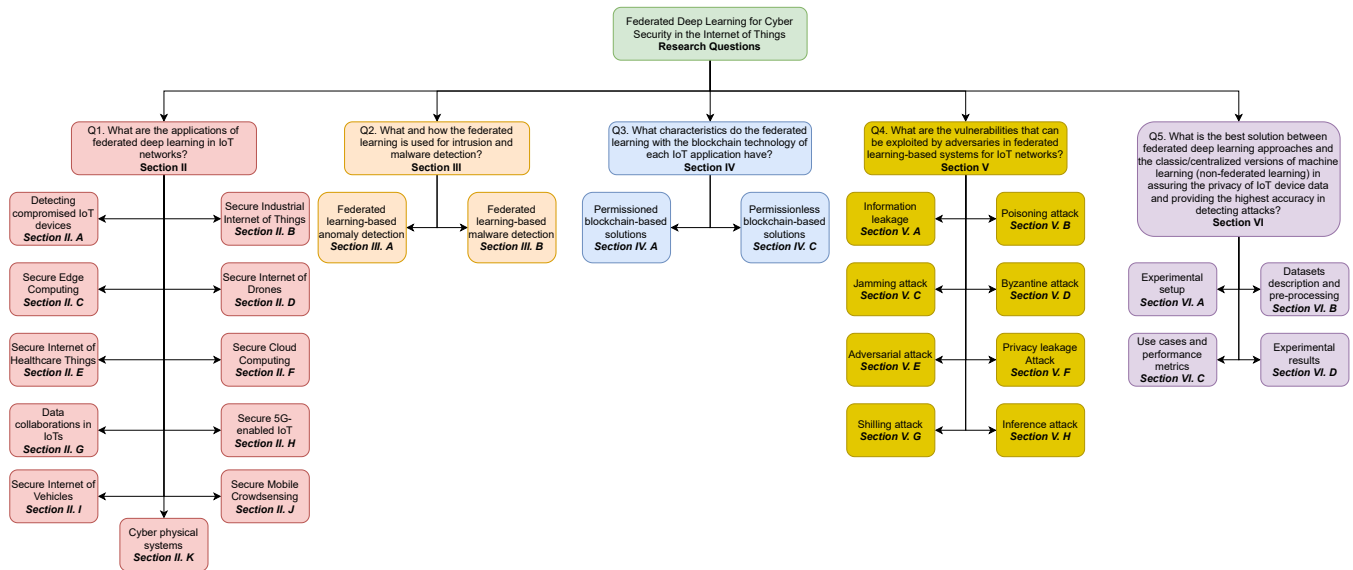 Federated Deep Learning for Cyber
Security in the Internet of Things
Research Questions
Q1. What are the applications of
federated deep learning in IoT
networks?
Section II
Detecting
compromised IoT
devices
Section II. A
Secure Industrial
Internet of Things
Section II. B
Secure Edge
Computing
Section II. C
Secure Internet of
Drones
Section II. D
Secure Internet of
Healthcare Things
Section II. E
Secure Cloud
Computing
Section II. F
Data
collaborations in
IoTs
Section II. G
Secure 5G-
enabled IoT
Section II. H
Secure Internet of
Vehicles
Section II. I
Secure Mobile
Crowdsensing
Section II. J
Cyber physical
systems
Section II. K
Q2. What and how the federated
learning is used for intrusion and
malware detection?
Section III
Federated
learning-based
anomaly detection
Section III. A
Federated
learning-based
malware detection
Section III. B
Q3. What characteristics do the federated
learning with the blockchain technology of
each IoT application have?
Section IV
Permissioned
blockchain-based
solutions
Section IV. A
Permissionless
blockchain-based
solutions
Section IV. C
Q4. What are the vulnerabilities that can
be exploited by adversaries in federated
learning-based systems for IoT networks?
Section V
Information
leakage
Section V. A
Poisoning attack
Section V. B
Jamming attack
Section V. C
Byzantine attack
Section V. D
Adversarial attack
Section V. E
Privacy leakage
Attack
Section V. F
Shilling attack
Section V. G
Inference attack
Section V. H
Q5. What is the best solution between
federated deep learning approaches and
the classic/centralized versions of machine
learning (non-federated learning) in
assuring the privacy of IoT device data
and providing the highest accuracy in
detecting attacks?
Section VI
Experimental
setup
Section VI. A
Datasets
description and
pre-processing
Section VI. B
Use cases and
performance
metrics
Section VI. C
Experimental
results
Section VI. D